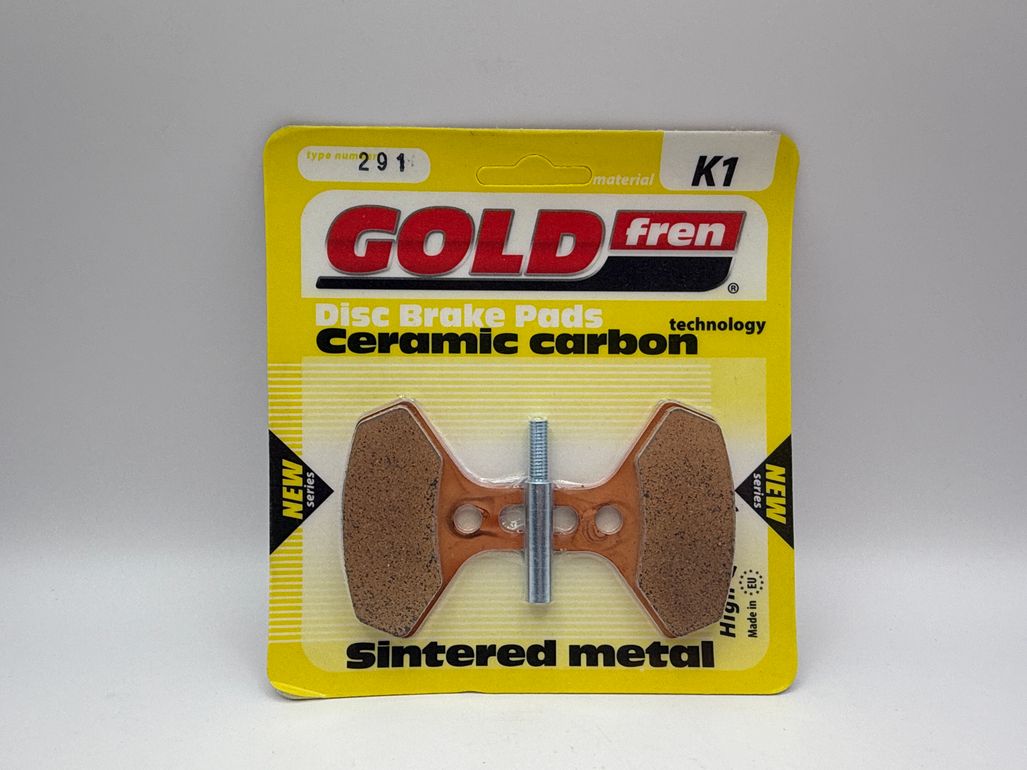 type number
291
material
K1
GOLD fren
®
Disc Brake Pads
Ceramic carbon
technology
NEW
series
NEW
series
Made in EU
Sintered metal